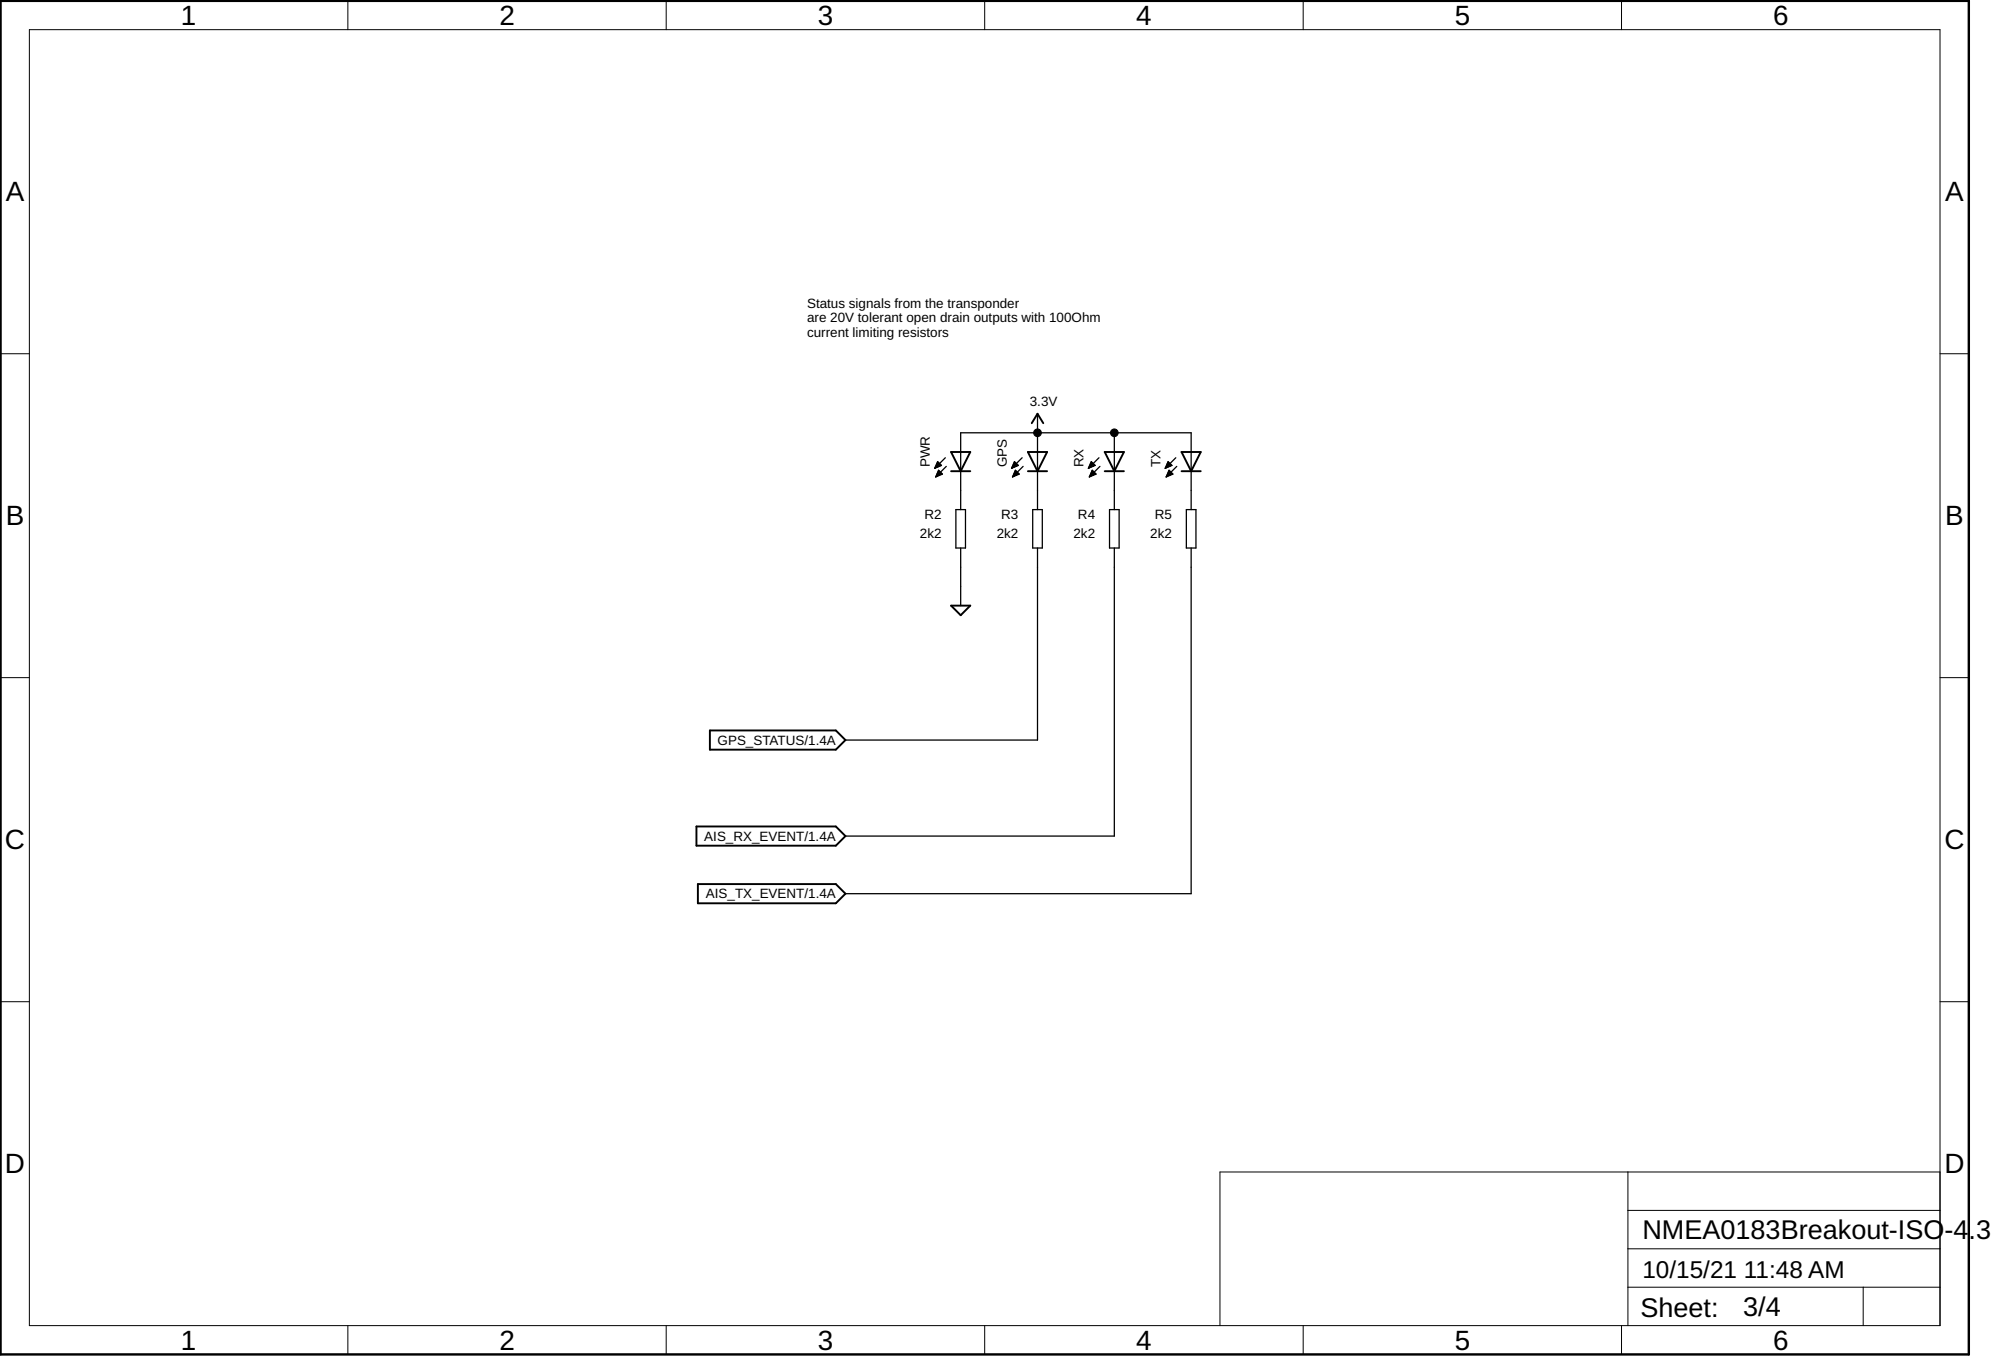 1 2 3 4 5 6
A A
Status signals from the transponder
are 20V tolerant open drain outputs with 100Ohm
current limiting resistors
3.3V
PWR GPS RX TX
B B
R2 R3 R4 R5
2k2 2k2 2k2 2k2
GPS_STATUS/1.4A
AIS_RX_EVENT/1.4A
C C
AIS_TX_EVENT/1.4A
D D
NMEA0183Breakout-ISO-4.3
10/15/21 11:48 AM
Sheet: 3/4
1 2 3 4 5 6